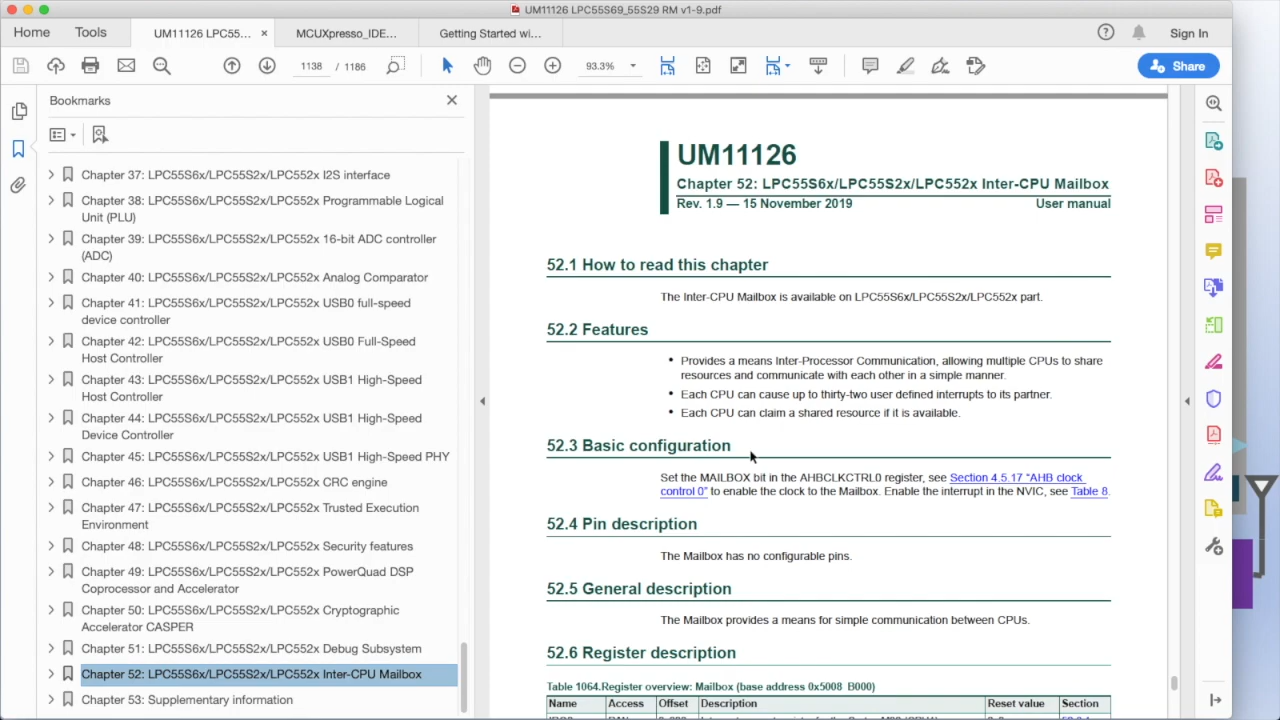 UM11126 LPC55S69_55S29 RM v1-9.pdf
Home
Tools
UM11126 LPC55...
MCUXpresso_IDE...
Getting Started wi...
Sign In
1138 / 1186
93.3%
Share
Bookmarks
Chapter 37: LPC55S6x/LPC55S2x/LPC552x I2S interface
Chapter 38: LPC55S6x/LPC55S2x/LPC552x Programmable Logical
Unit (PLU)
Chapter 39: LPC55S6x/LPC55S2x/LPC552x 16-bit ADC controller
(ADC)
Chapter 40: LPC55S6x/LPC55S2x/LPC552x Analog Comparator
Chapter 41: LPC55S6x/LPC55S2x/LPC552x USB0 full-speed
device controller
Chapter 42: LPC55S6x/LPC55S2x/LPC552x USB0 Full-Speed
Host Controller
Chapter 43: LPC55S6x/LPC55S2x/LPC552x USB1 High-Speed
Host Controller
Chapter 44: LPC55S6x/LPC55S2x/LPC552x USB1 High-Speed
Device Controller
Chapter 45: LPC55S6x/LPC55S2x/LPC552x USB1 High-Speed PHY
Chapter 46: LPC55S6x/LPC55S2x/LPC552x CRC engine
Chapter 47: LPC55S6x/LPC55S2x/LPC552x Trusted Execution
Environment
Chapter 48: LPC55S6x/LPC55S2x/LPC552x Security features
Chapter 49: LPC55S6x/LPC55S2x/LPC552x PowerQuad DSP
Coprocessor and Accelerator
Chapter 50: LPC55S6x/LPC55S2x/LPC552x Cryptographic
Accelerator CASPER
Chapter 51: LPC55S6x/LPC55S2x/LPC552x Debug Subsystem
Chapter 52: LPC55S6x/LPC55S2x/LPC552x Inter-CPU Mailbox
Chapter 53: Supplementary information
UM11126
Chapter 52: LPC55S6x/LPC55S2x/LPC552x Inter-CPU Mailbox
Rev. 1.9 — 15 November 2019 User manual
52.1 How to read this chapter
The Inter-CPU Mailbox is available on LPC55S6x/LPC55S2x/LPC552x part.
52.2 Features
• Provides a means Inter-Processor Communication, allowing multiple CPUs to share
resources and communicate with each other in a simple manner.
• Each CPU can cause up to thirty-two user defined interrupts to its partner.
• Each CPU can claim a shared resource if it is available.
52.3 Basic configuration
Set the MAILBOX bit in the AHBCLKCTRL0 register, see Section 4.5.17 “AHB clock
control 0” to enable the clock to the Mailbox. Enable the interrupt in the NVIC, see Table 8.
52.4 Pin description
The Mailbox has no configurable pins.
52.5 General description
The Mailbox provides a means for simple communication between CPUs.
52.6 Register description
Table 1064.Register overview: Mailbox (base address 0x5008 B000)
Name Access Offset Description Reset value Section